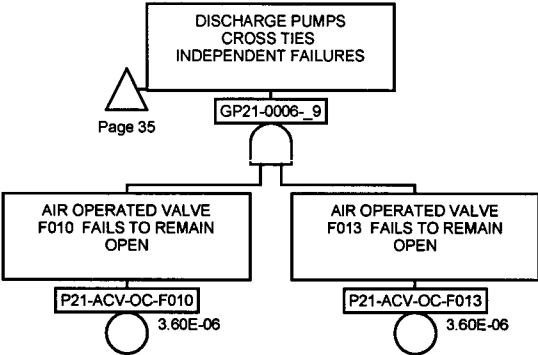 DISCHARGE PUMPS
CROSS TIES
INDEPENDENT FAILURES
Page 35
GP21-0006-_9
AIR OPERATED VALVE
F010 FAILS TO REMAIN
OPEN
P21-ACV-OC-F010
3.60E-06
AIR OPERATED VALVE
F013 FAILS TO REMAIN
OPEN
P21-ACV-OC-F013
3.60E-06